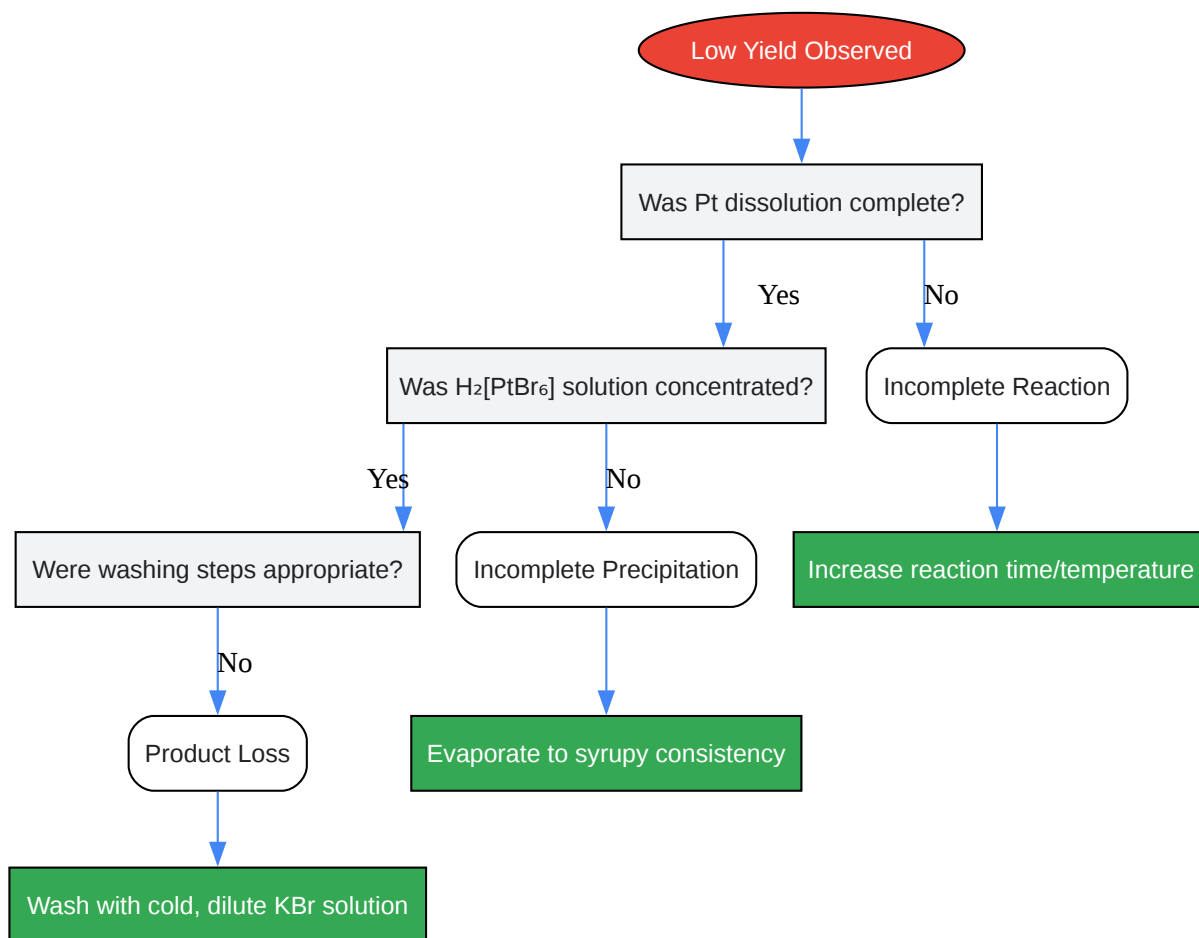 Low Yield Observed
Was Pt dissolution complete?
Yes
No
Was H₂[PtBr₆] solution concentrated?
Incomplete Reaction
Yes
No
Were washing steps appropriate?
Incomplete Precipitation
Increase reaction time/temperature
No
Product Loss
Evaporate to syrupy consistency
Wash with cold, dilute KBr solution